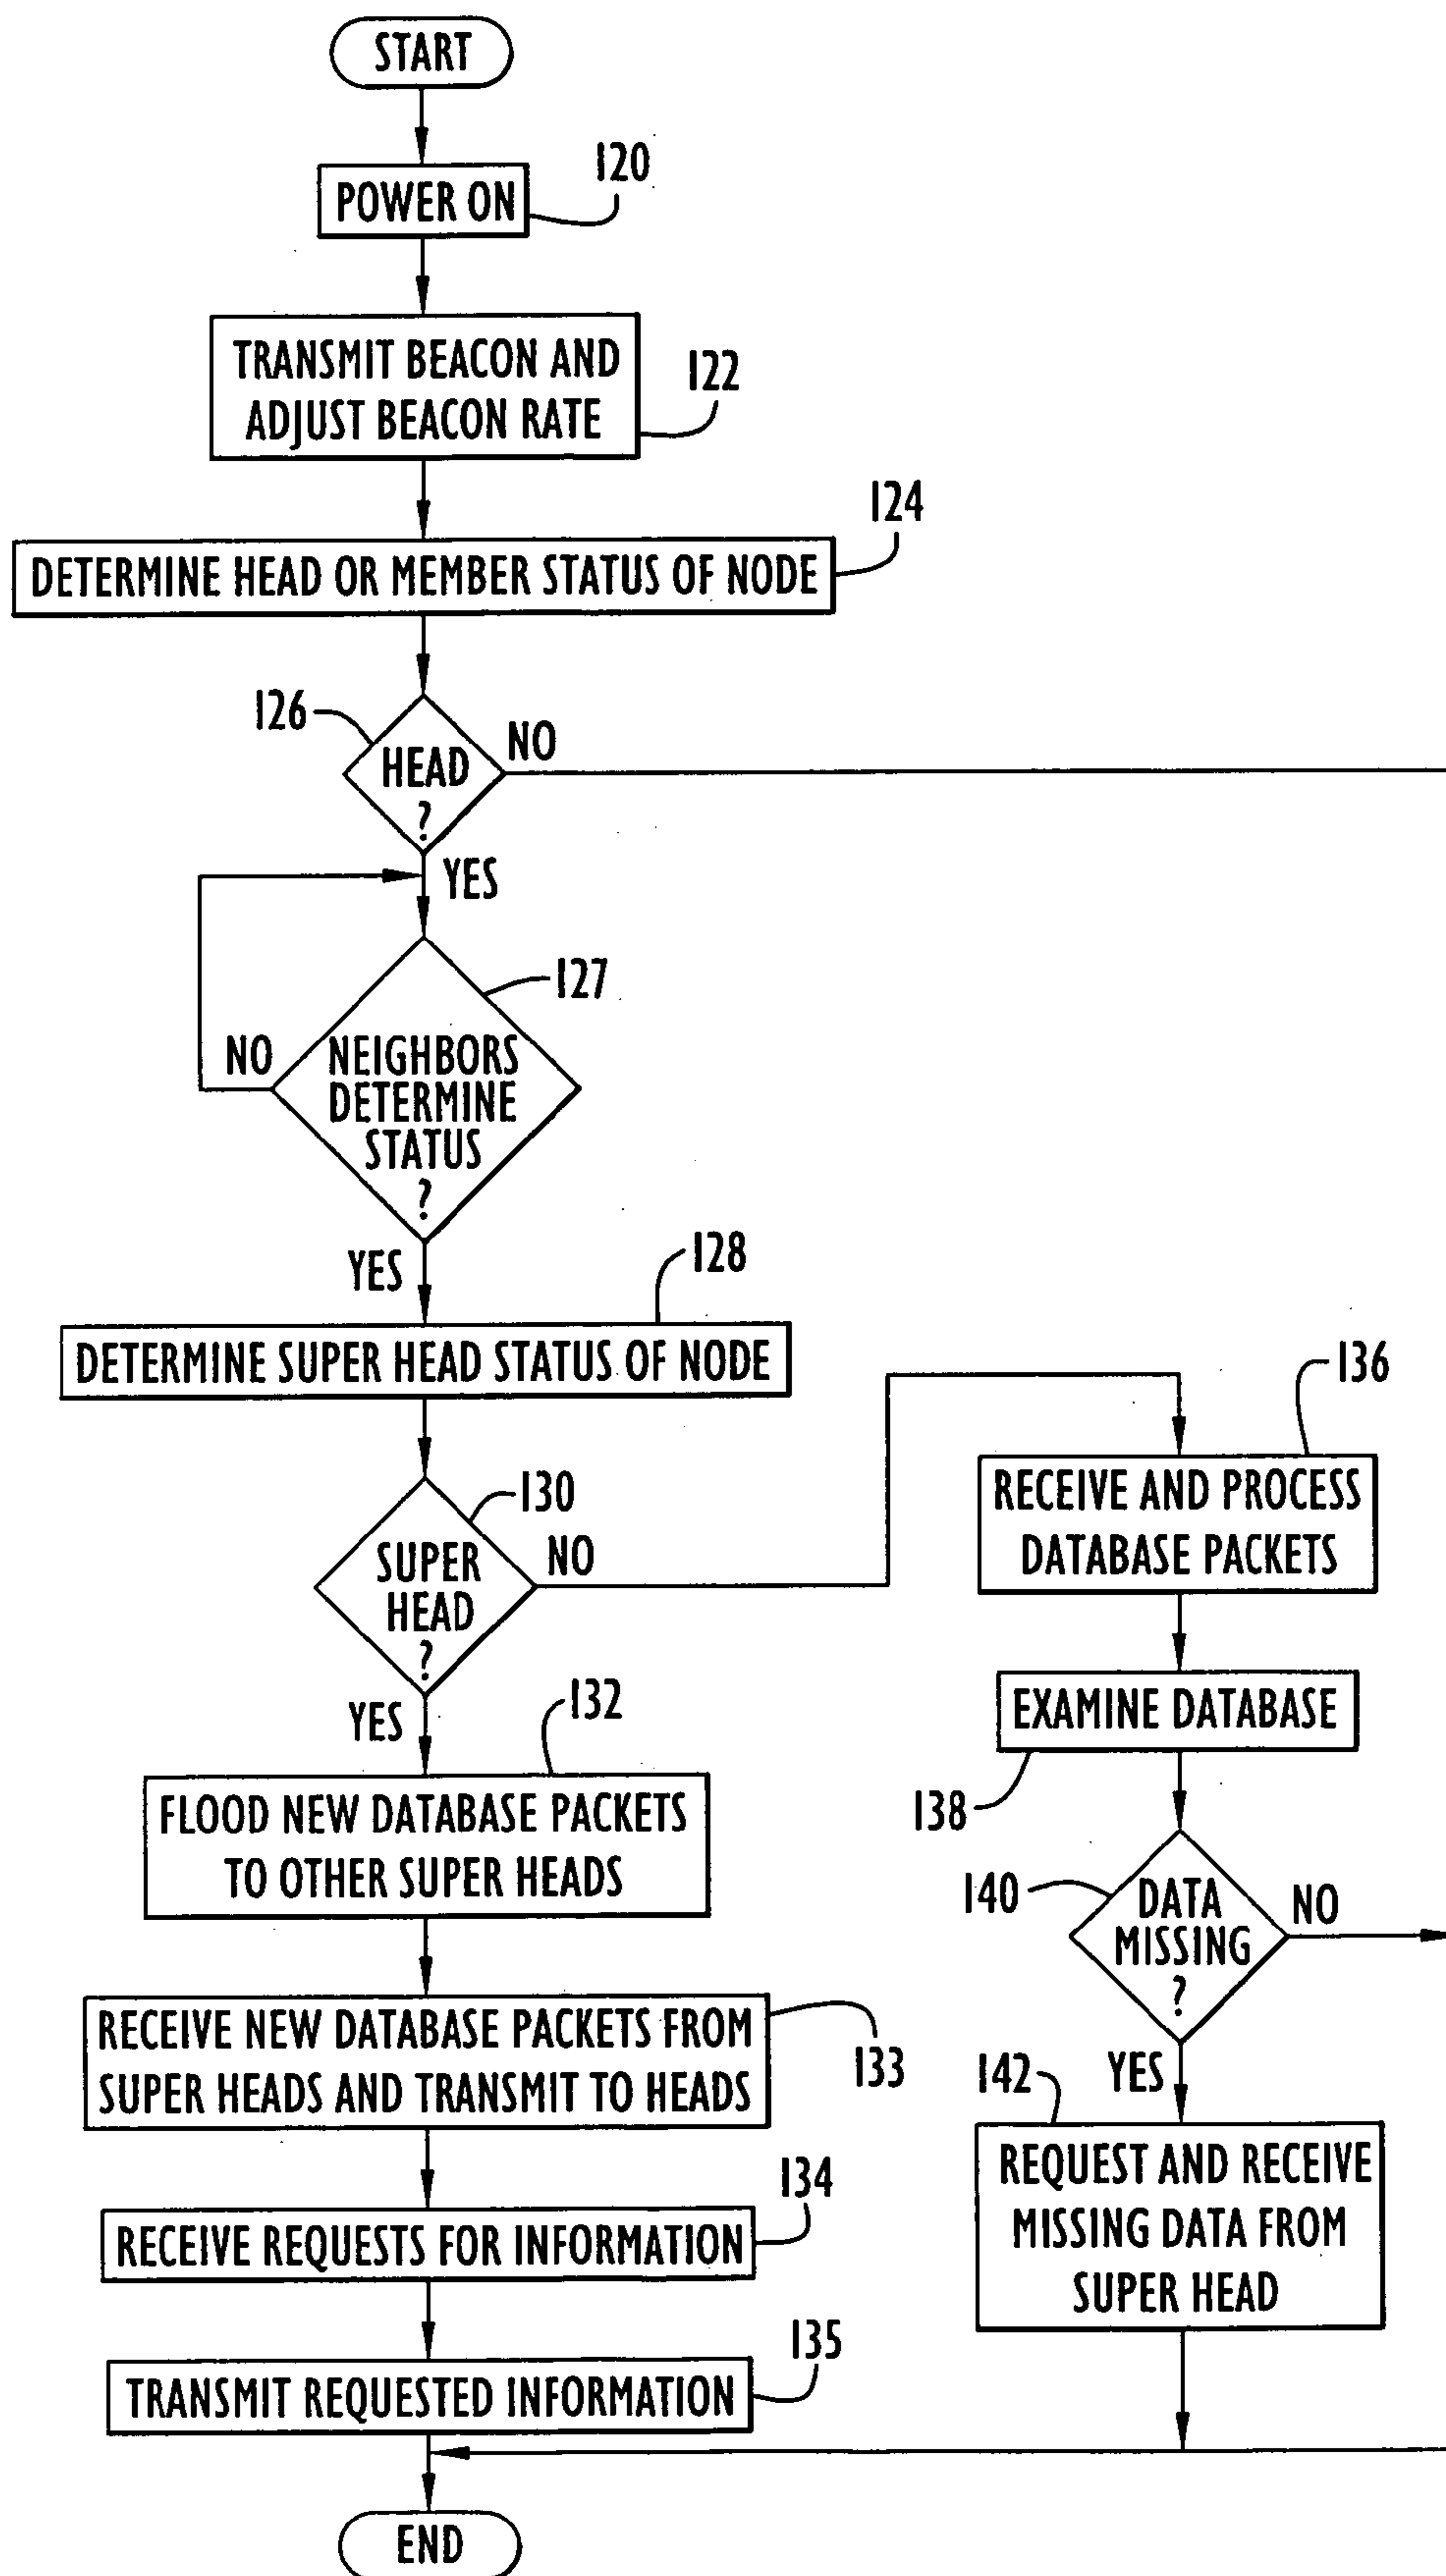 START
POWER ON
120
TRANSMIT BEACON AND
ADJUST BEACON RATE
122
DETERMINE HEAD OR MEMBER STATUS OF NODE
124
126
HEAD
?
NO
YES
127
NEIGHBORS
DETERMINE
STATUS
?
NO
YES
128
DETERMINE SUPER HEAD STATUS OF NODE
130
SUPER
HEAD
?
NO
YES
132
FLOOD NEW DATABASE PACKETS
TO OTHER SUPER HEADS
RECEIVE NEW DATABASE PACKETS FROM
SUPER HEADS AND TRANSMIT TO HEADS
133
134
RECEIVE REQUESTS FOR INFORMATION
135
TRANSMIT REQUESTED INFORMATION
136
RECEIVE AND PROCESS
DATABASE PACKETS
EXAMINE DATABASE
138
140
DATA
MISSING
?
NO
YES
142
REQUEST AND RECEIVE
MISSING DATA FROM
SUPER HEAD
END